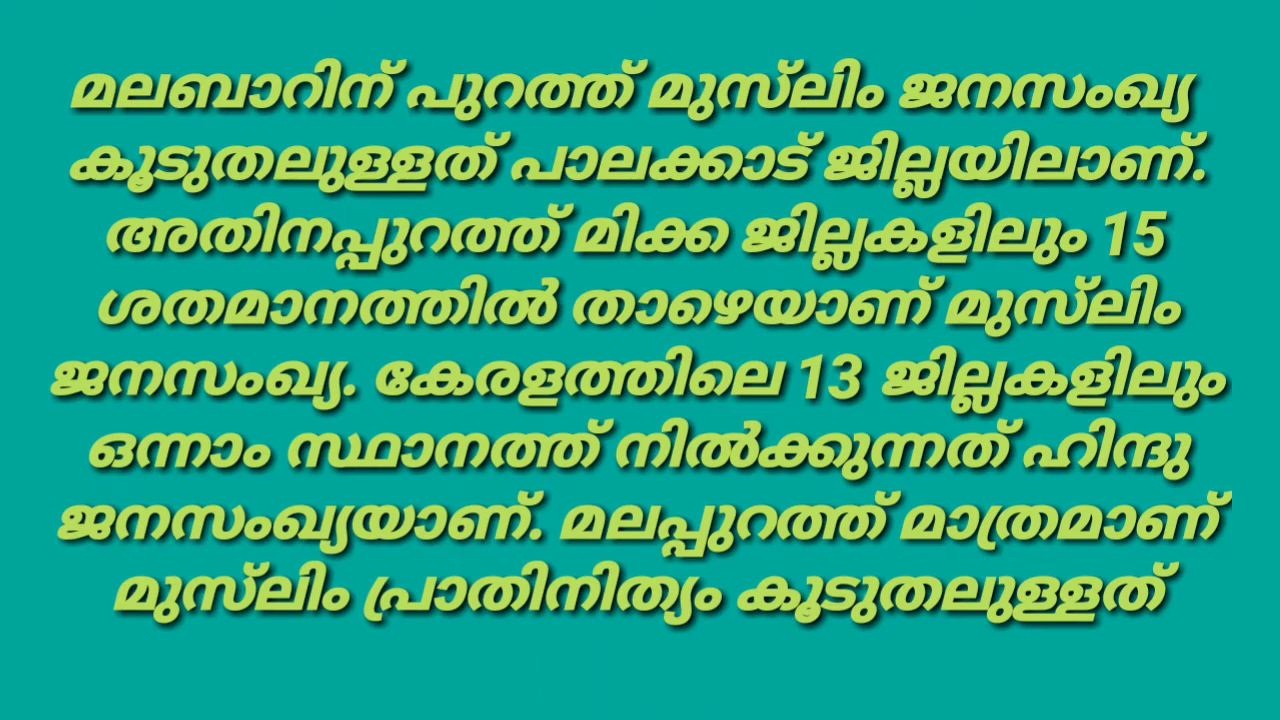 മലബാറിന് പുറത്ത് മുസ്‌ലിം ജനസംഖ്യ
കൂടുതലുള്ളത് പാലക്കാട് ജില്ലയിലാണ്.
അതിനപ്പുറത്ത് മിക്ക ജില്ലകളിലും 15
ശതമാനത്തിൽ താഴെയാണ് മുസ്‌ലിം
ജനസംഖ്യ. കേരളത്തിലെ 13 ജില്ലകളിലും
ഒന്നാം സ്ഥാനത്ത് നിൽക്കുന്നത് ഹിന്ദു
ജനസംഖ്യയാണ്. മലപ്പുറത്ത് മാത്രമാണ്
മുസ്‌ലിം പ്രാതിനിത്യം കൂടുതലുള്ളത്